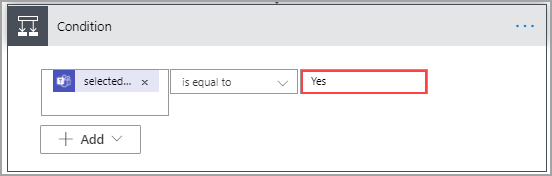 Condition
selected... × is equal to Yes
Add